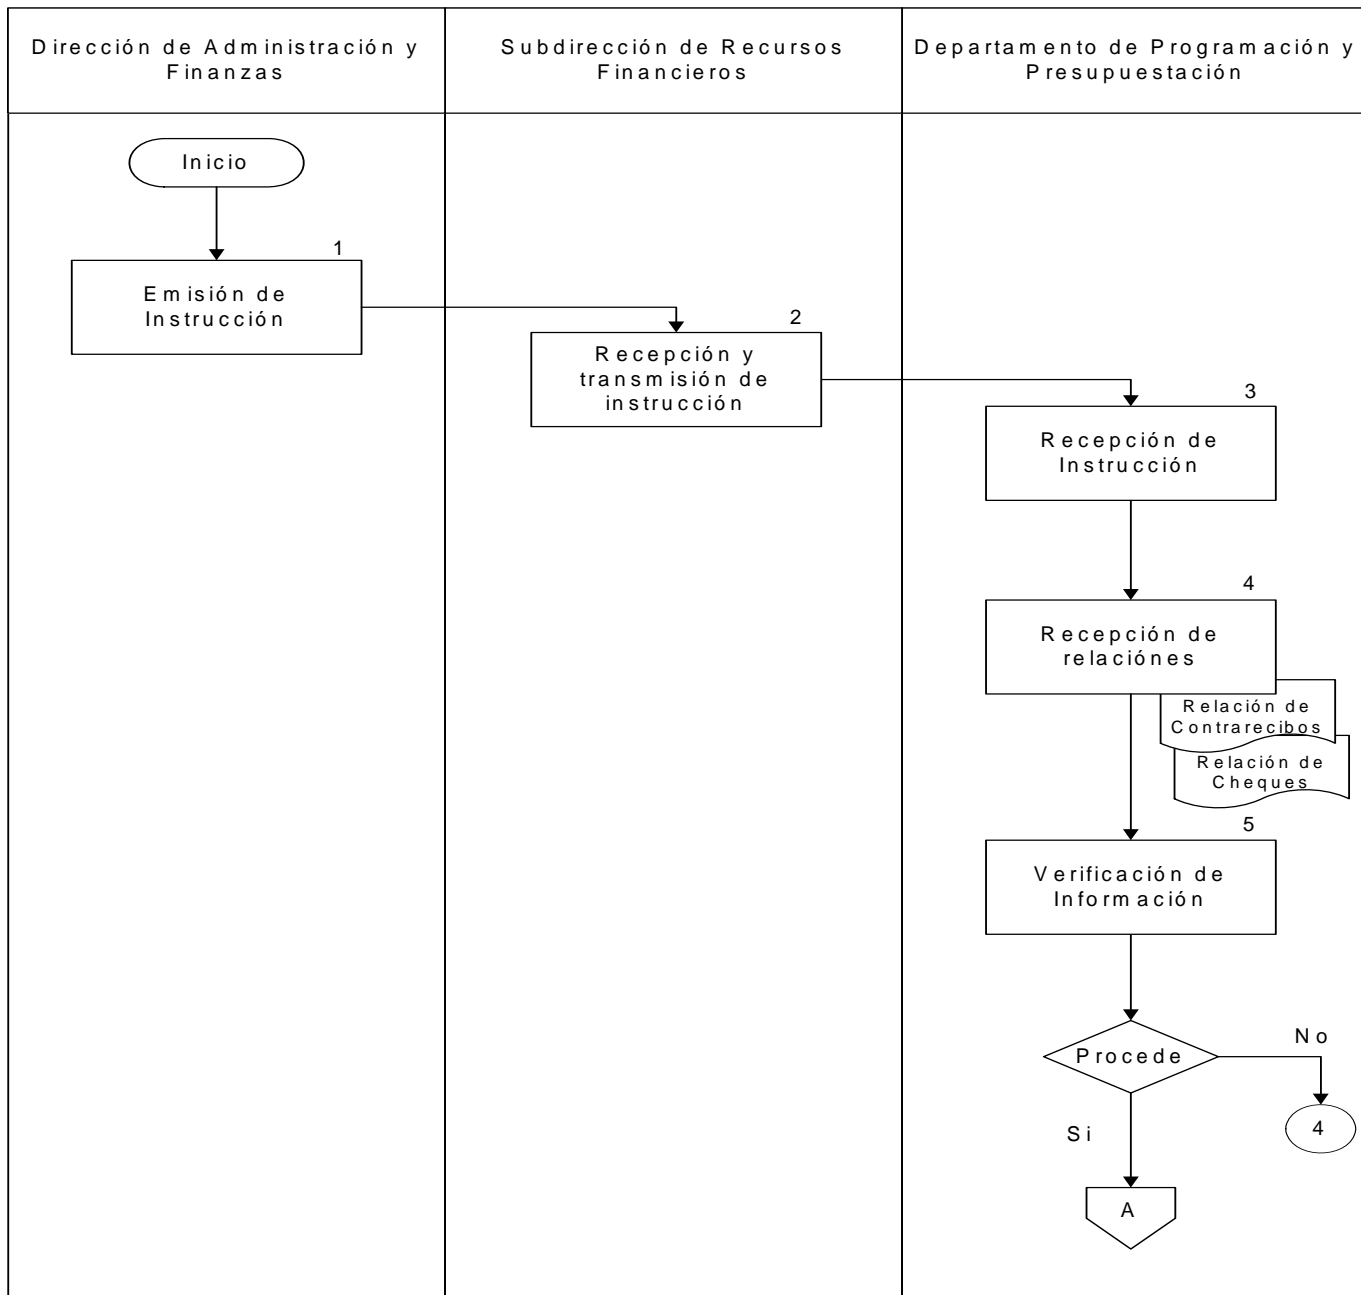 Dirección de Administración y
Finanzas
Subdirección de Recursos
Financieros
Departamento de Programación y
Presupuestación
Inicio
1
Emisión de
Instrucción
2
Recepción y
transmisión de
instrucción
3
Recepción de
Instrucción
4
Recepción de
relaciónes
Relación de
Contrarecibos
Relación de
Cheques
5
Verificación de
Información
Procede
No
4
Si
A